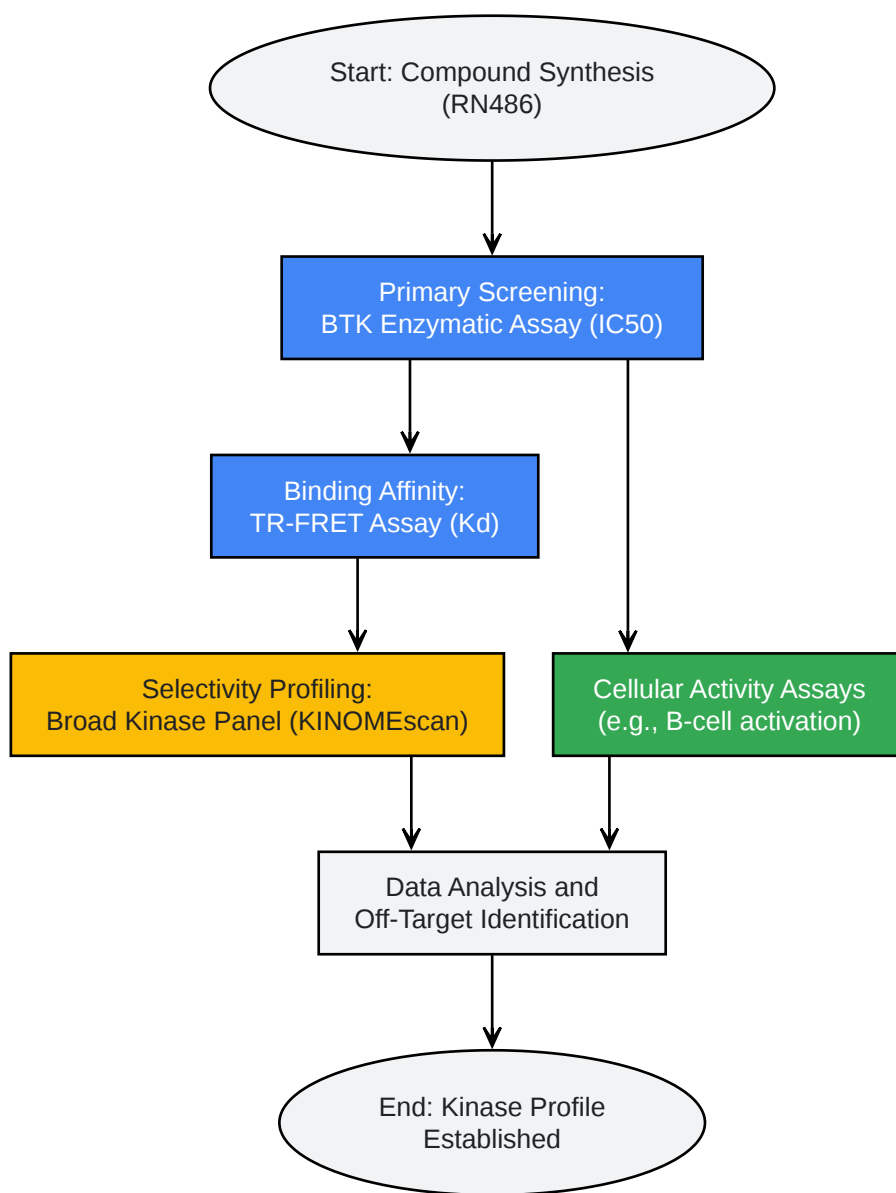 Start: Compound Synthesis
(RN486)
Primary Screening:
BTK Enzymatic Assay (IC50)
Binding Affinity:
TR-FRET Assay (Kd)
Selectivity Profiling:
Broad Kinase Panel (KINOMEscan)
Cellular Activity Assays
(e.g., B-cell activation)
Data Analysis and
Off-Target Identification
End: Kinase Profile
Established